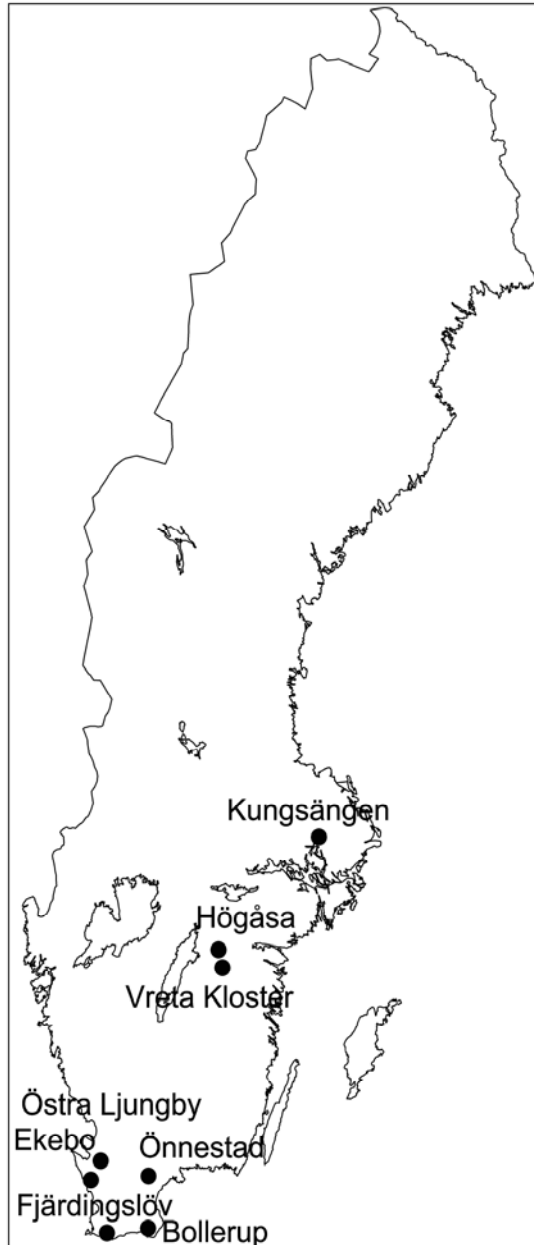 Kungsängen
Högåsa
Vreta Kloster
Östra Ljungby
Ekebo
Önnestad
Fjärdingslöv
Bollerup